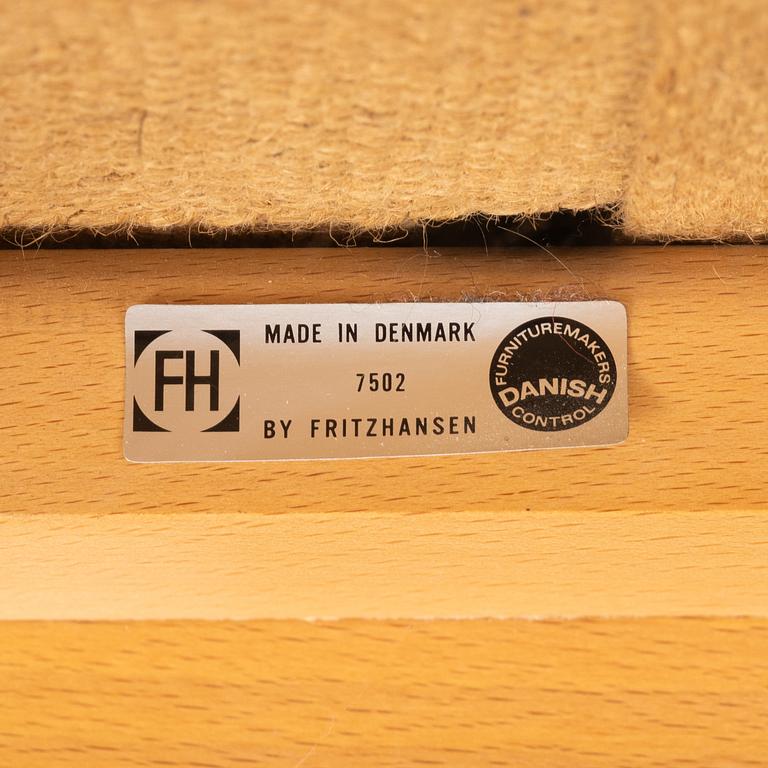 FH
MADE IN DENMARK
7502
BY FRITZHANSEN
FURNITUREMAKERS
DANISH
CONTROL